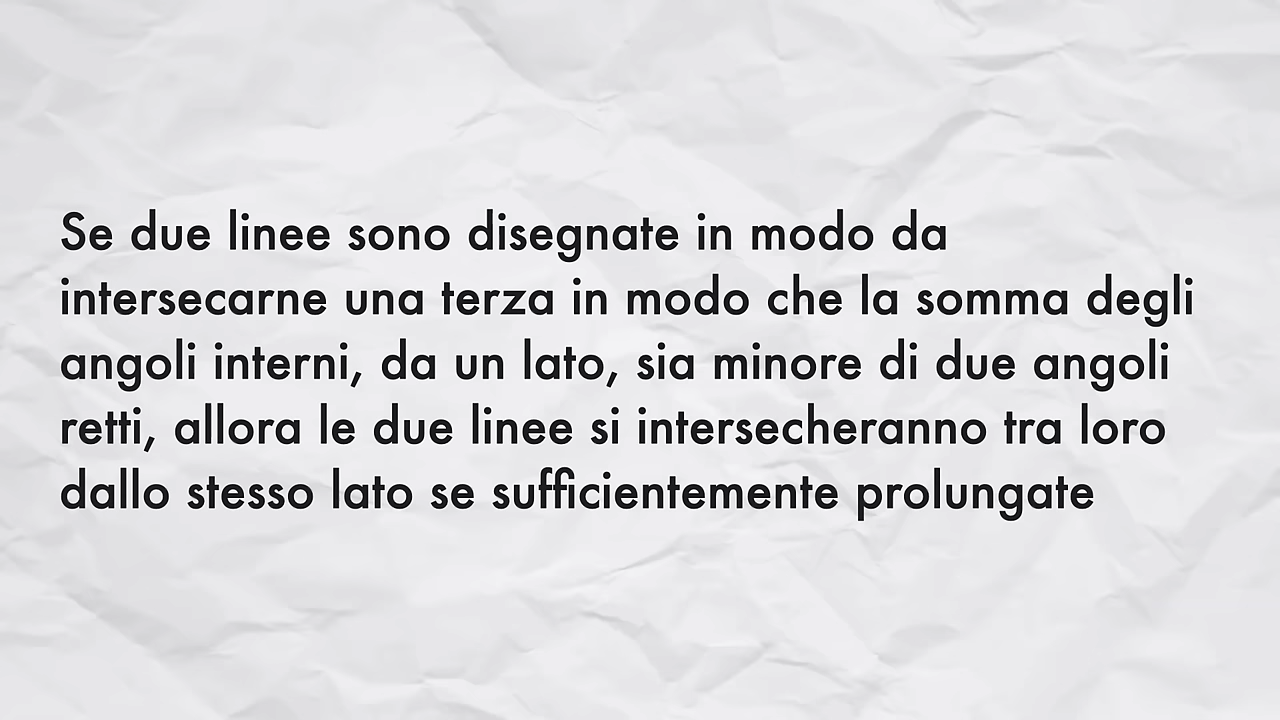 Se due linee sono disegnate in modo da
intersecarne una terza in modo che la somma degli
angoli interni, da un lato, sia minore di due angoli
retti, allora le due linee si intersecheranno tra loro
dallo stesso lato se sufficientemente prolungate